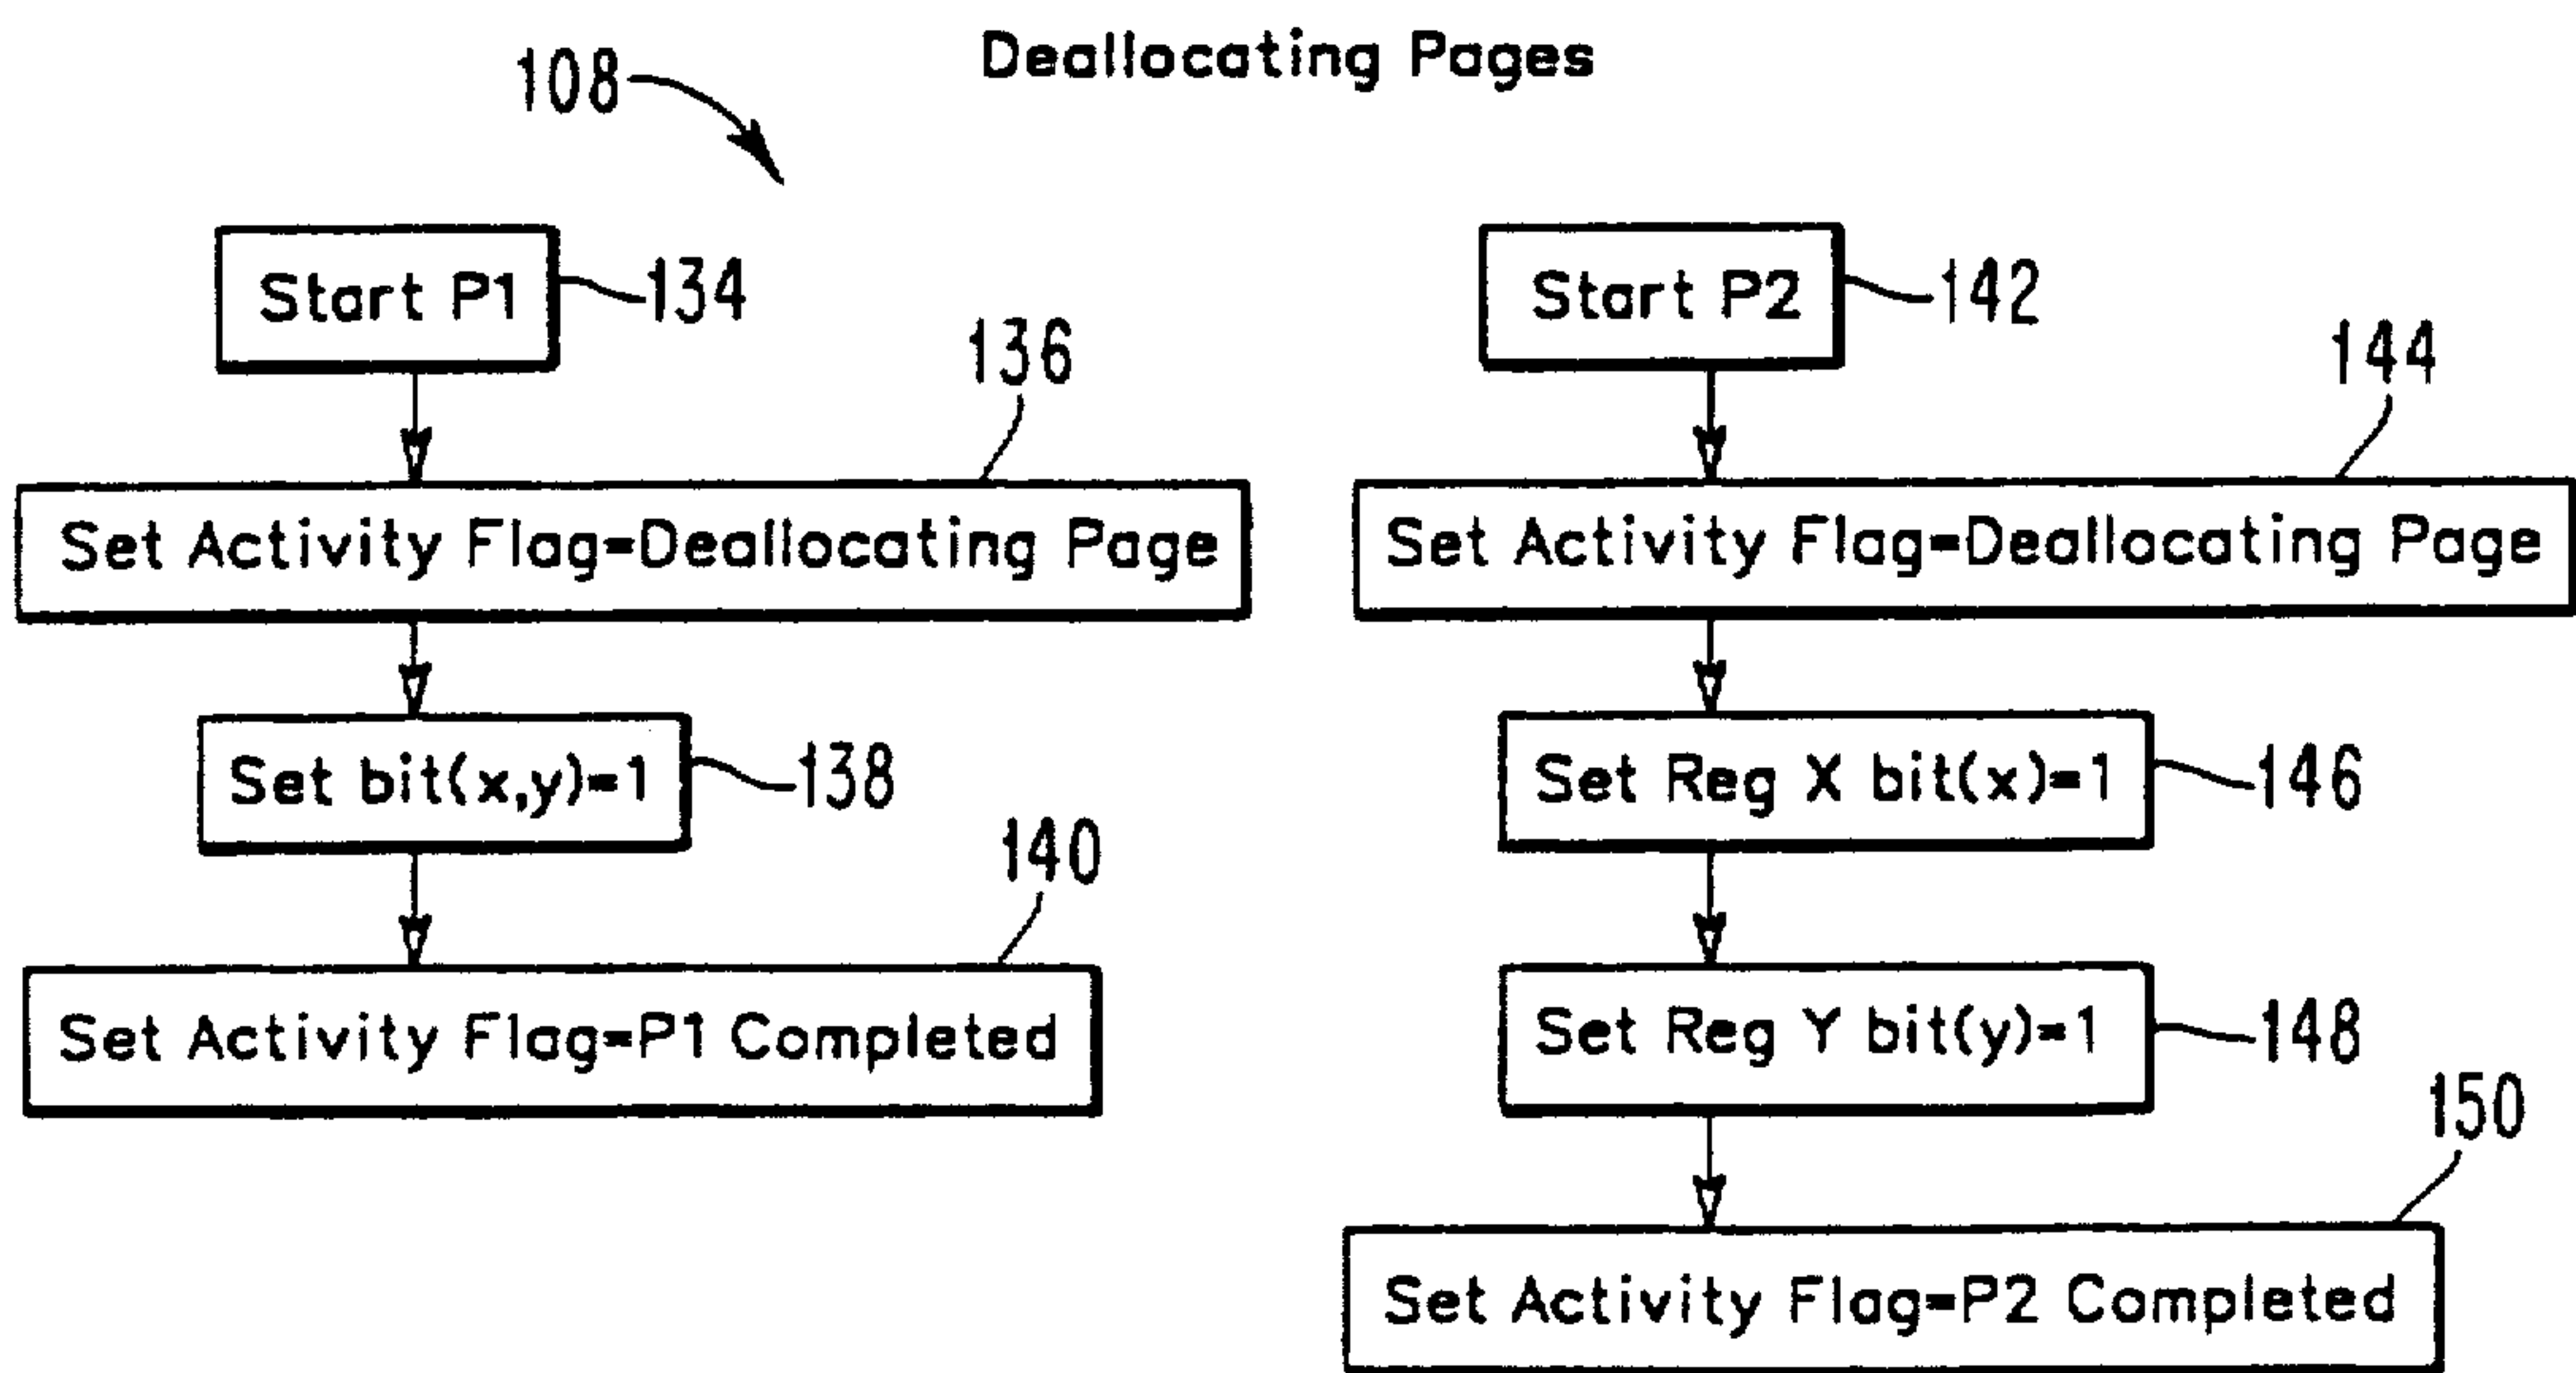 Deallocating Pages
108
Start P1
134
136
Set Activity Flag=Deallocating Page
Set bit(x,y)=1
138
140
Set Activity Flag=P1 Completed
Start P2
142
144
Set Activity Flag=Deallocating Page
Set Reg X bit(x)=1
146
Set Reg Y bit(y)=1
148
150
Set Activity Flag=P2 Completed